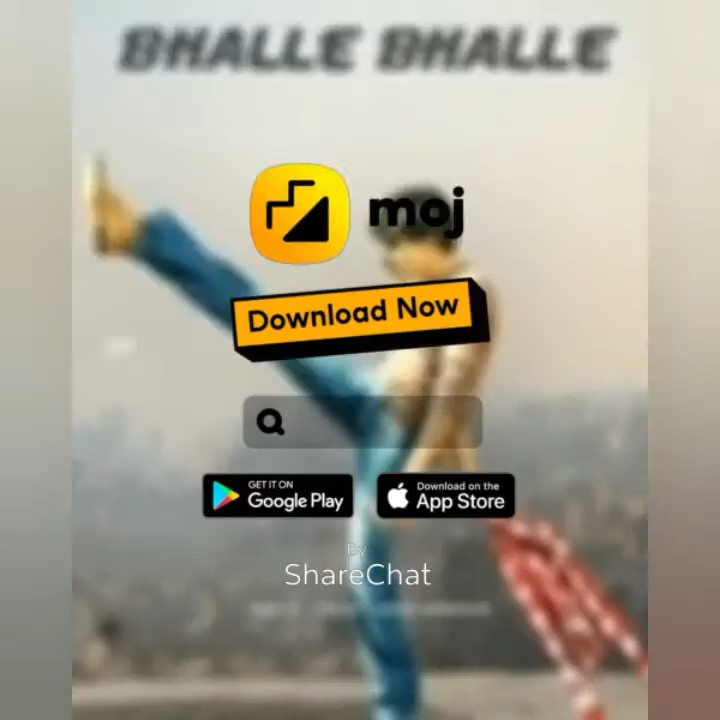 BHALLE BHALLE
moj
Download Now
GET IT ON
Google Play
Download on the
App Store
By
ShareChat